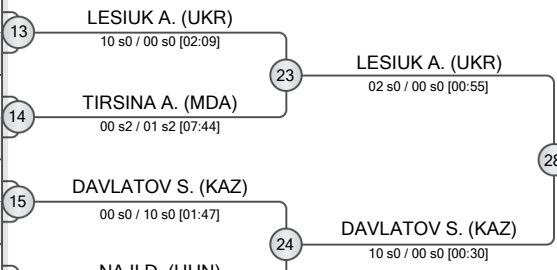 LESIUK A. (UKR)
13
10 s0 / 00 s0 [02:09]
23
LESIUK A. (UKR)
02 s0 / 00 s0 [00:55]
TIRSINA A. (MDA)
14
00 s2 / 01 s2 [07:44]
28
DAVLATOV S. (KAZ)
15
00 s0 / 10 s0 [01:47]
24
DAVLATOV S. (KAZ)
10 s0 / 00 s0 [00:30]